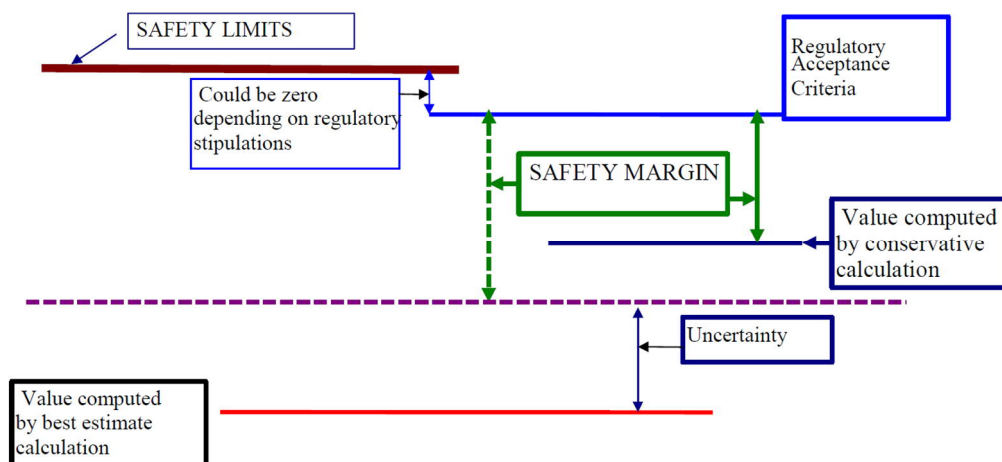 SAFETY LIMITS
Regulatory
Acceptance
Criteria
Could be zero
depending on regulatory
stipulations
SAFETY MARGIN
Value computed
by conservative
calculation
Uncertainty
Value computed
by best estimate
calculation